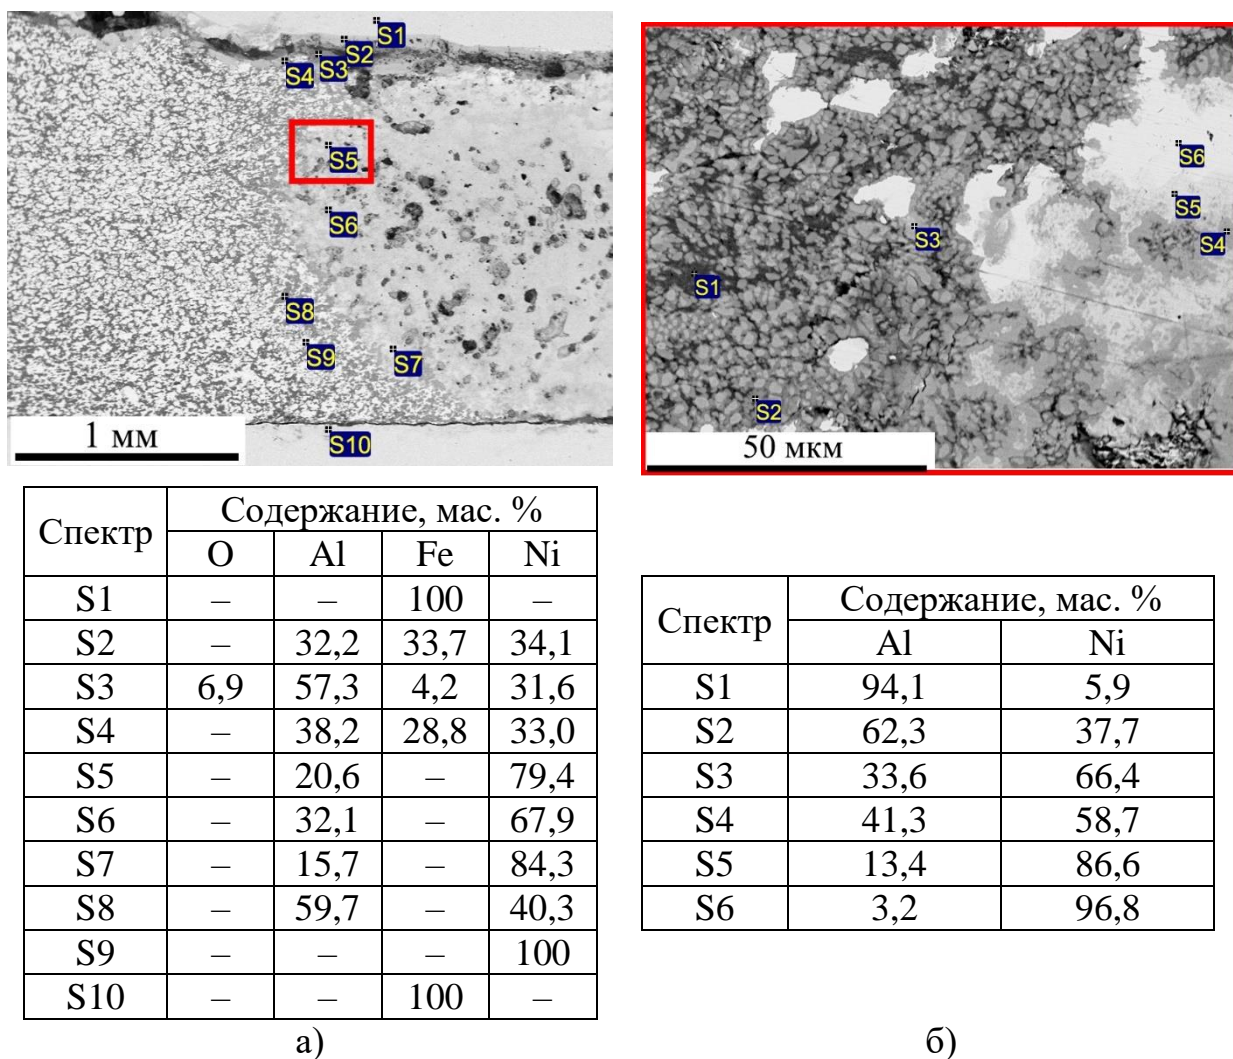 S1
S2
S3
S4
S5
S6
S8
S9
S7
1 мм
S10
S6
S5
S3
S4
S1
S2
50 мкм
Спектр Содержание, мас. %
O Al Fe Ni
S1 – – 100 –
S2 – 32,2 33,7 34,1
S3 6,9 57,3 4,2 31,6
S4 – 38,2 28,8 33,0
S5 – 20,6 – 79,4
S6 – 32,1 – 67,9
S7 – 15,7 – 84,3
S8 – 59,7 – 40,3
S9 – – – 100
S10 – – 100 –
а)
Спектр Содержание, мас. %
Al Ni
S1 94,1 5,9
S2 62,3 37,7
S3 33,6 66,4
S4 41,3 58,7
S5 13,4 86,6
S6 3,2 96,8
б)